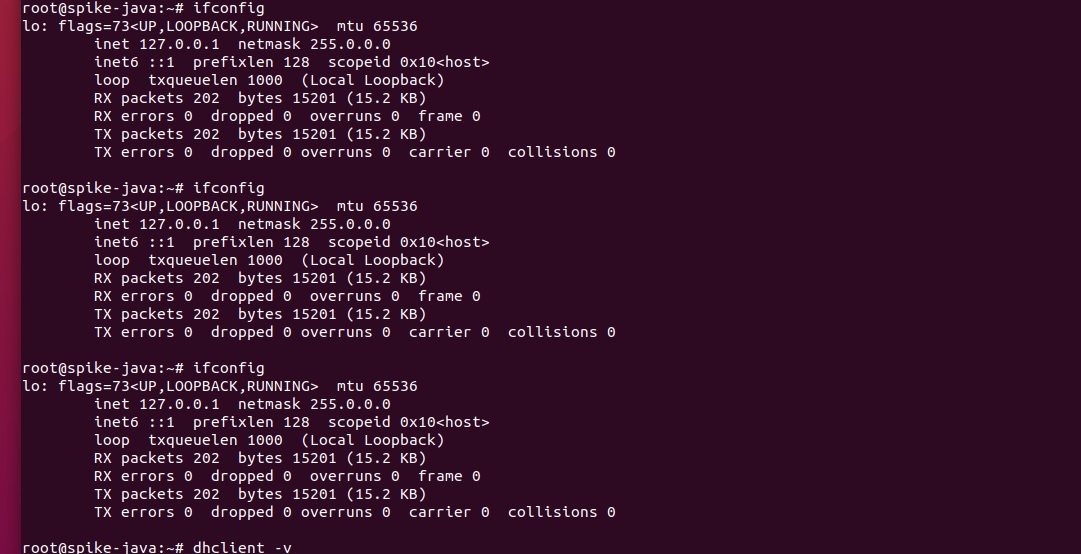 root@spike-java:~# ifconfig
lo: flags=73<UP,LOOPBACK,RUNNING>  mtu 65536
        inet 127.0.0.1  netmask 255.0.0.0
        inet6 ::1  prefixlen 128  scopeid 0x10<host>
        loop  txqueuelen 1000  (Local Loopback)
        RX packets 202  bytes 15201 (15.2 KB)
        RX errors 0  dropped 0  overruns 0  frame 0
        TX packets 202  bytes 15201 (15.2 KB)
        TX errors 0  dropped 0 overruns 0  carrier 0  collisions 0

root@spike-java:~# ifconfig
lo: flags=73<UP,LOOPBACK,RUNNING>  mtu 65536
        inet 127.0.0.1  netmask 255.0.0.0
        inet6 ::1  prefixlen 128  scopeid 0x10<host>
        loop  txqueuelen 1000  (Local Loopback)
        RX packets 202  bytes 15201 (15.2 KB)
        RX errors 0  dropped 0  overruns 0  frame 0
        TX packets 202  bytes 15201 (15.2 KB)
        TX errors 0  dropped 0 overruns 0  carrier 0  collisions 0

root@spike-java:~# ifconfig
lo: flags=73<UP,LOOPBACK,RUNNING>  mtu 65536
        inet 127.0.0.1  netmask 255.0.0.0
        inet6 ::1  prefixlen 128  scopeid 0x10<host>
        loop  txqueuelen 1000  (Local Loopback)
        RX packets 202  bytes 15201 (15.2 KB)
        RX errors 0  dropped 0  overruns 0  frame 0
        TX packets 202  bytes 15201 (15.2 KB)
        TX errors 0  dropped 0 overruns 0  carrier 0  collisions 0

root@spike-java:~# dhclient -v